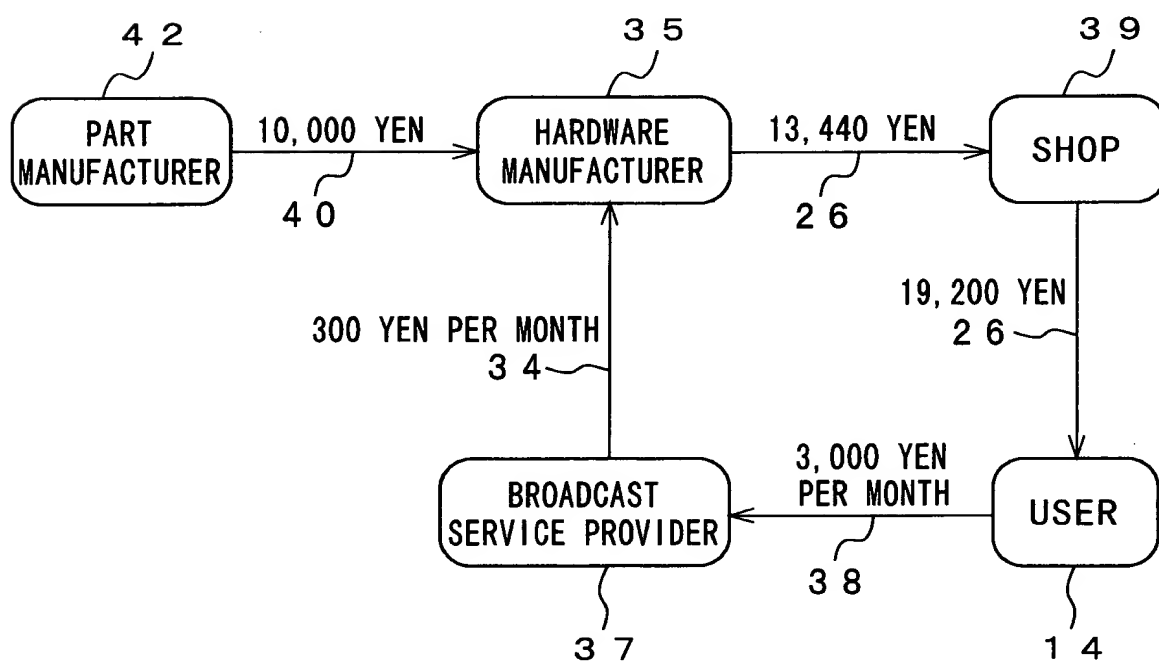 42
35
39
PART
MANUFACTURER
10,000 YEN
40
HARDWARE
MANUFACTURER
13,440 YEN
26
SHOP
300 YEN PER MONTH
34
19,200 YEN
26
BROADCAST
SERVICE PROVIDER
3,000 YEN
PER MONTH
38
USER
37
14